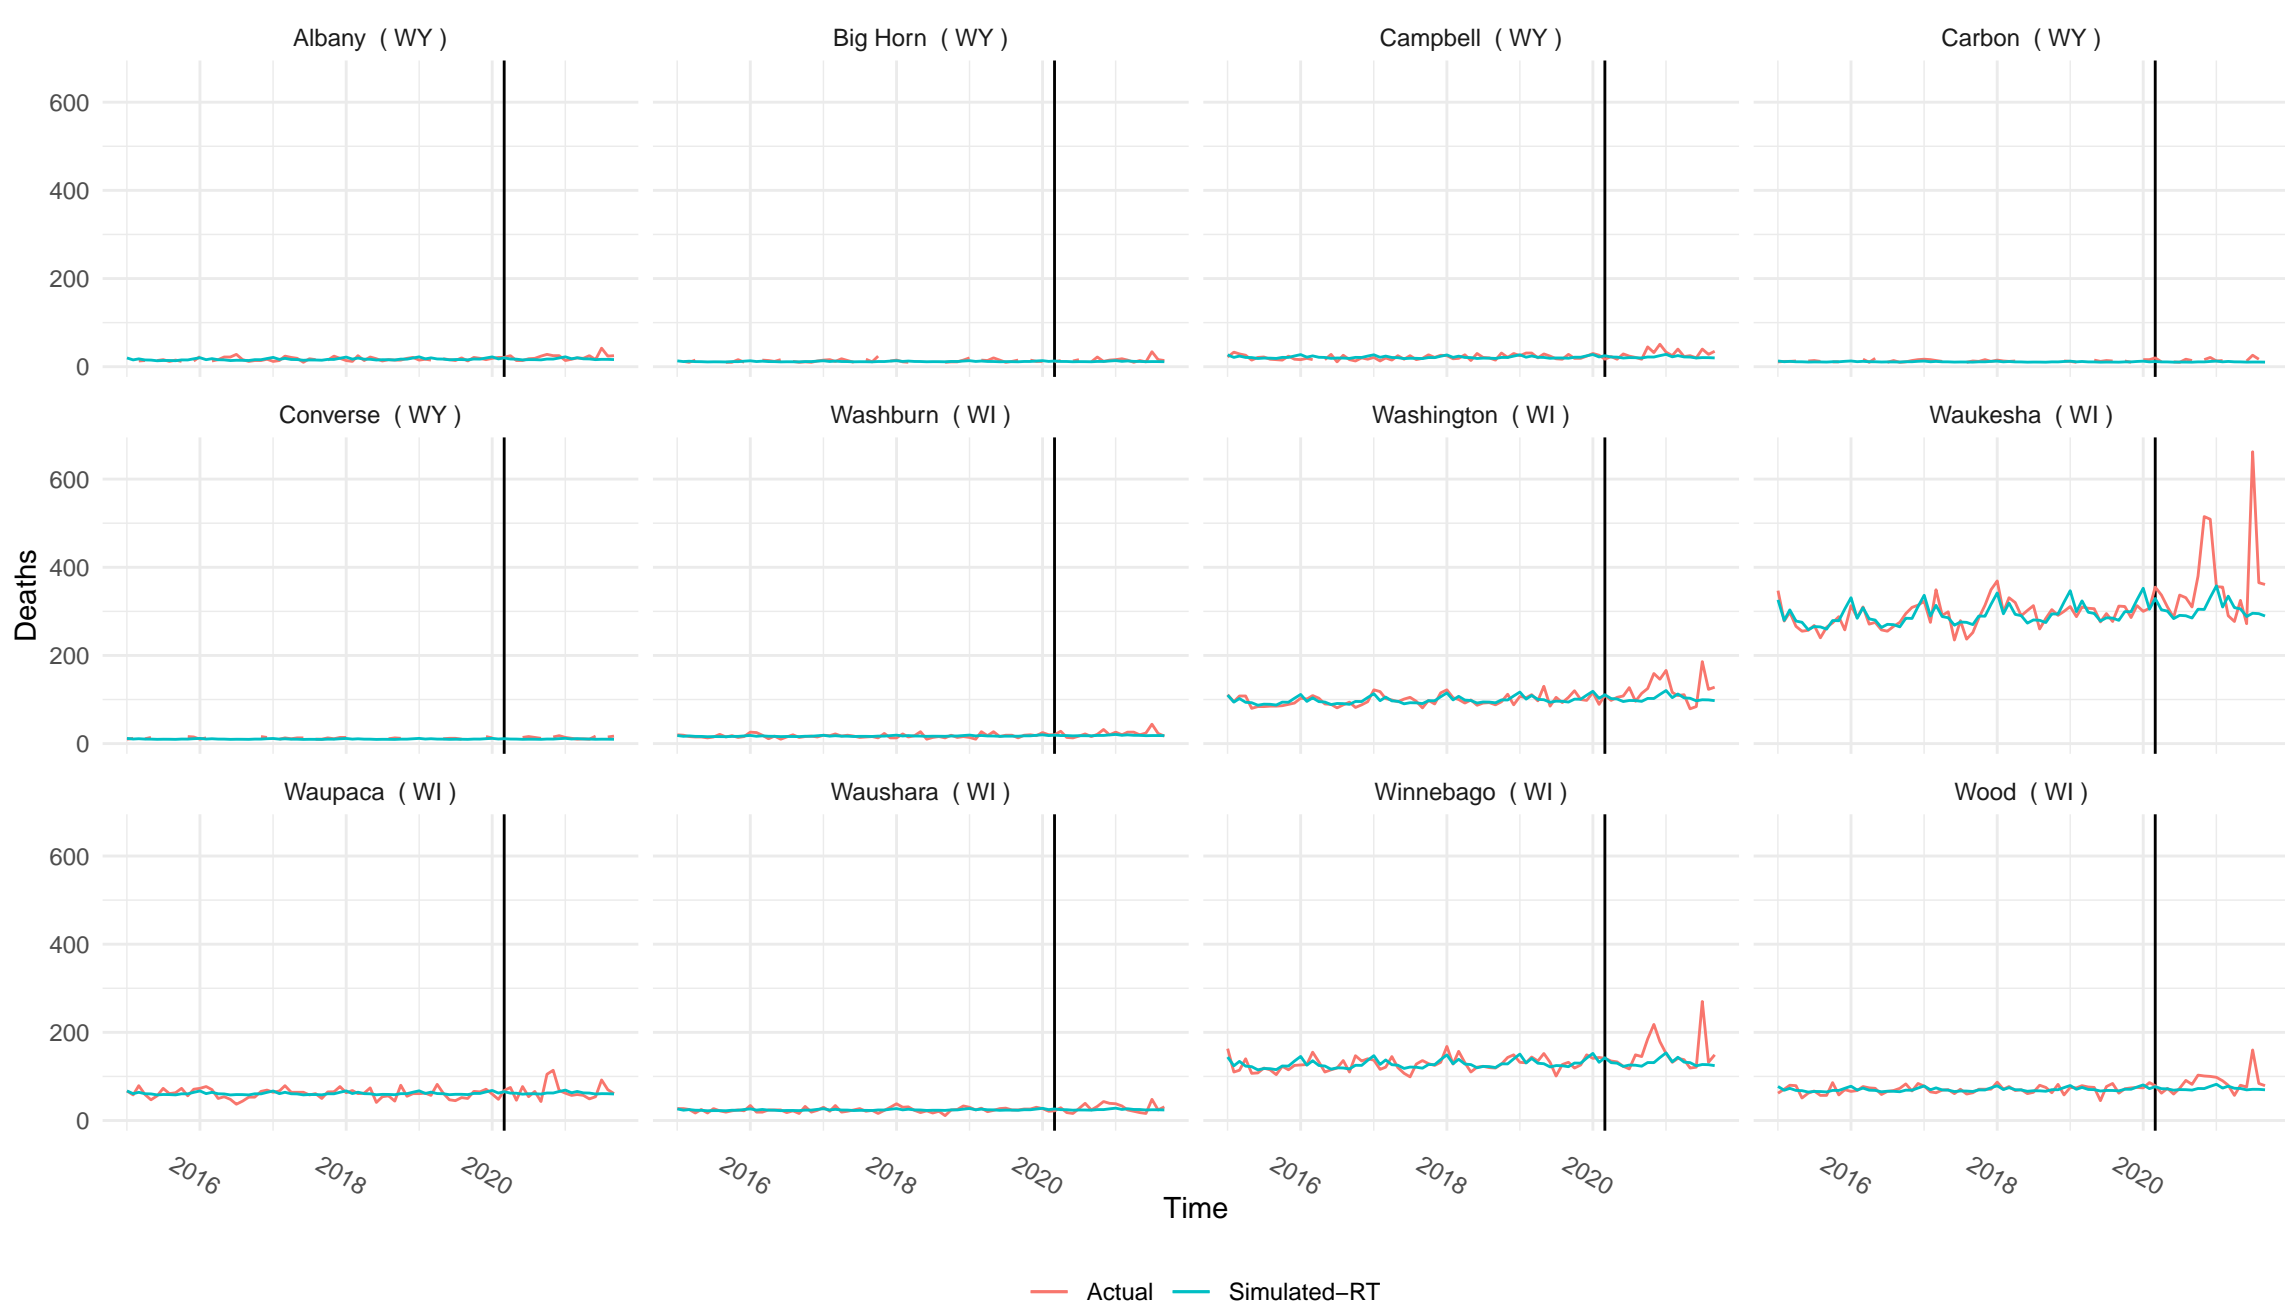 Albany ( WY ) Big Horn ( WY ) Campbell ( WY ) Carbon ( WY )
600
400
200
0
Converse ( WY ) Washburn ( WI ) Washington ( WI ) Waukesha ( WI )
600
400
200
0
Deaths
Waupaca ( WI ) Waushara ( WI ) Winnebago ( WI ) Wood ( WI )
600
400
200
0
2016 2018 2020 2016 2018 2020 2016 2018 2020 2016 2018 2020
Time
Actual Simulated−RT